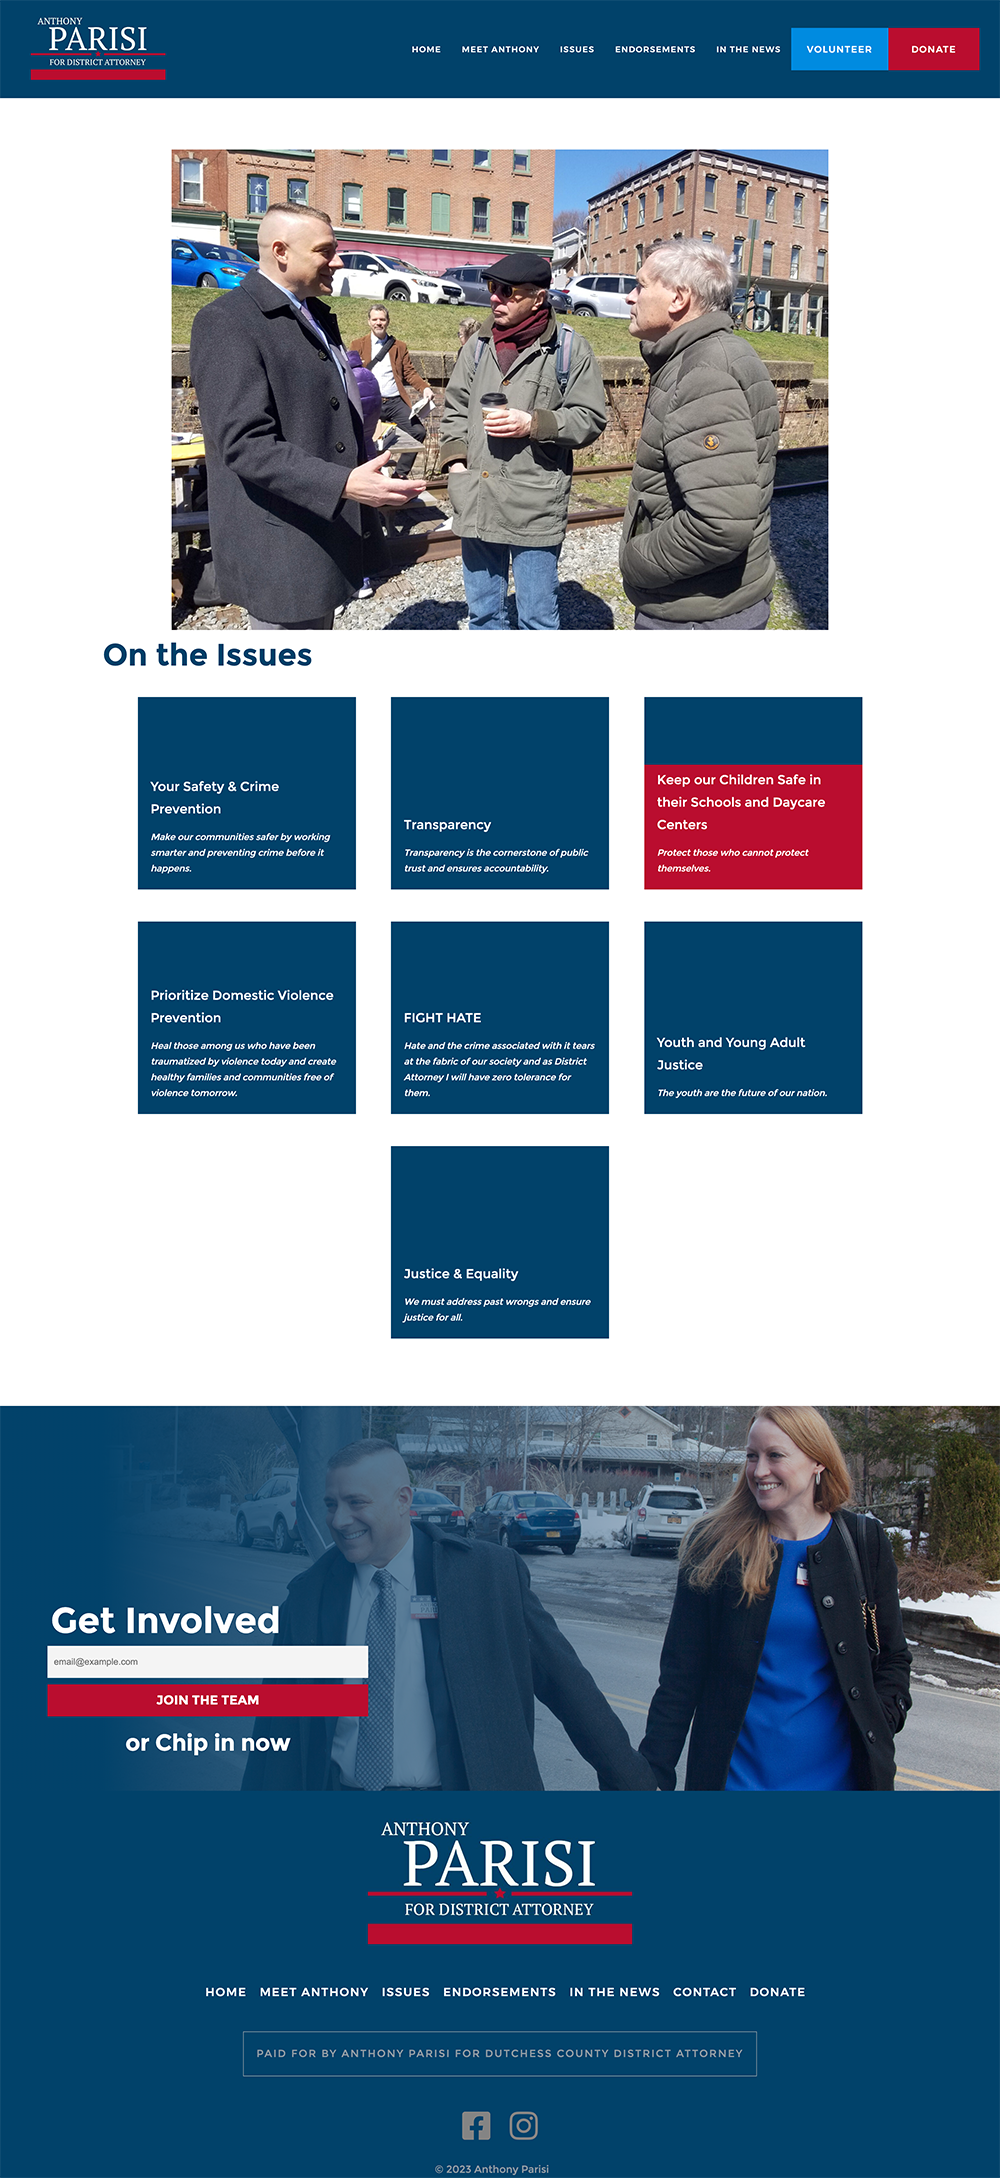 ANTHONY
PARISI
FOR DISTRICT ATTORNEY
HOME MEET ANTHONY ISSUES ENDORSEMENTS IN THE NEWS VOLUNTEER DONATE
On the Issues
Your Safety & Crime
Prevention
Make our communities safer by working
smarter and preventing crime before it
happens.
Transparency
Transparency is the cornerstone of public
trust and ensures accountability.
Keep our Children Safe in
their Schools and Daycare
Centers
Protect those who cannot protect
themselves.
Prioritize Domestic Violence
Prevention
Heal those among us who have been
traumatized by violence today and create
healthy families and communities free of
violence tomorrow.
FIGHT HATE
Hate and the crime associated with it tears
at the fabric of our society and as District
Attorney I will have zero tolerance for
them.
Youth and Young Adult
Justice
The youth are the future of our nation.
Justice & Equality
We must address past wrongs and ensure
justice for all.
Get Involved
email@example.com
JOIN THE TEAM
or Chip in now
ANTHONY
PARISI
FOR DISTRICT ATTORNEY
HOME MEET ANTHONY ISSUES ENDORSEMENTS IN THE NEWS CONTACT DONATE
PAID FOR BY ANTHONY PARISI FOR DUTCHESS COUNTY DISTRICT ATTORNEY
© 2023 Anthony Parisi